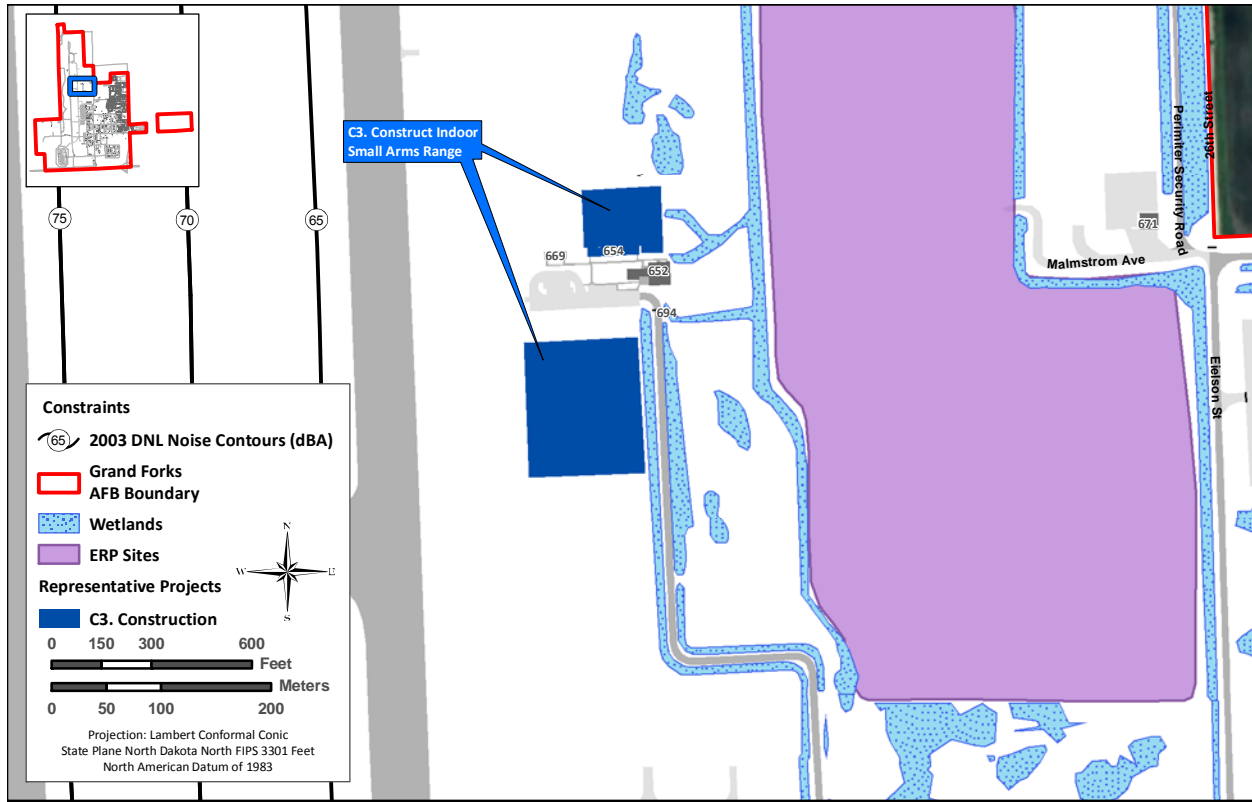 75
70
65
C3. Construct Indoor
Small Arms Range
669
654
652
694
671
Malmstrom Ave
Perimiter Security Road
26th Street
Eielson St
Constraints
65
2003 DNL Noise Contours (dBA)
Grand Forks
AFB Boundary
Wetlands
ERP Sites
N
W
E
S
Representative Projects
C3. Construction
0 150 300 600
Feet
Meters
0 50 100 200
Projection: Lambert Conformal Conic
State Plane North Dakota North FIPS 3301 Feet
North American Datum of 1983